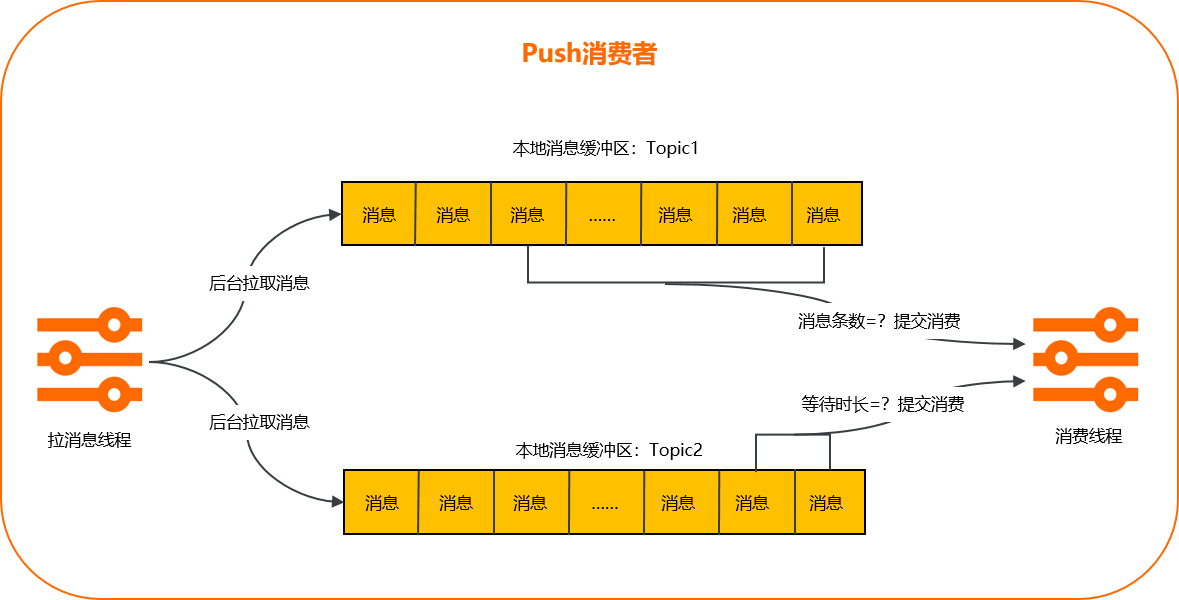 Push消费者
本地消息缓冲区：Topic1
消息 消息 消息 ...... 消息 消息 消息
后台拉取消息
消息条数=？提交消费
拉消息线程
消费线程
等待时长=？提交消费
后台拉取消息
本地消息缓冲区：Topic2
消息 消息 消息 ...... 消息 消息 消息